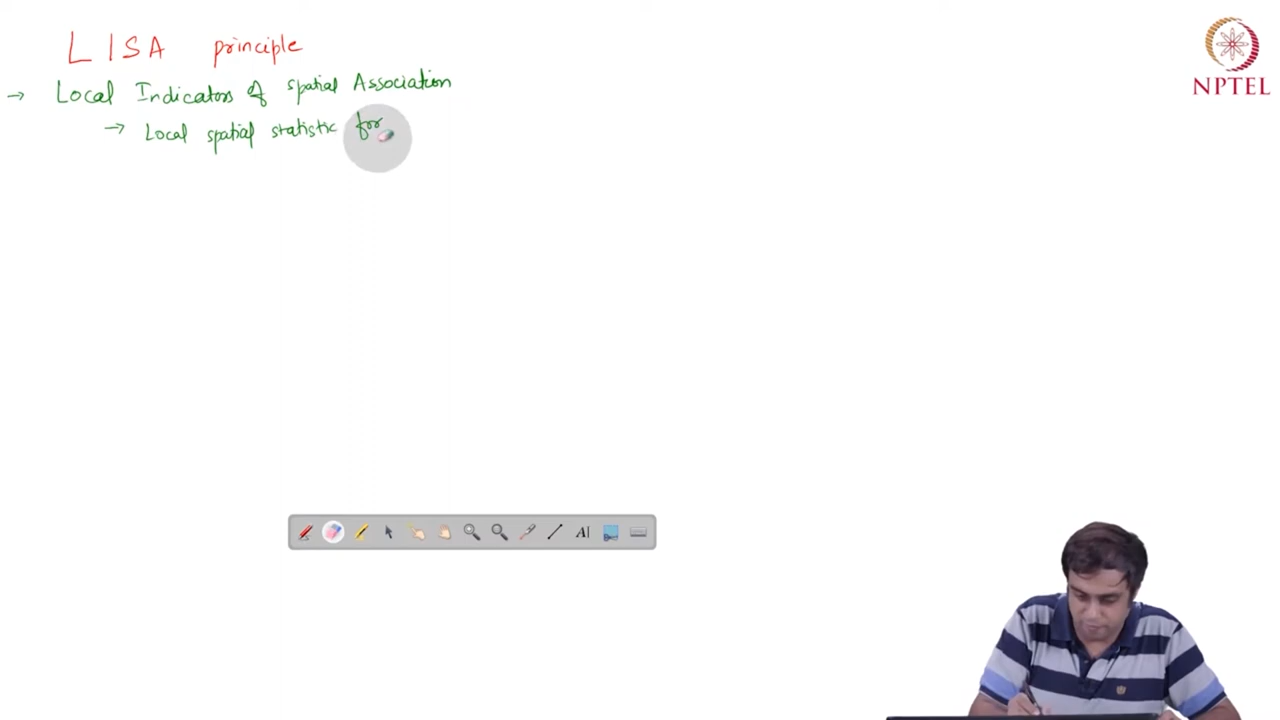 LISA principle
→ Local Indicators of spatial Association
→ Local spatial statistic for
NPTEL
A